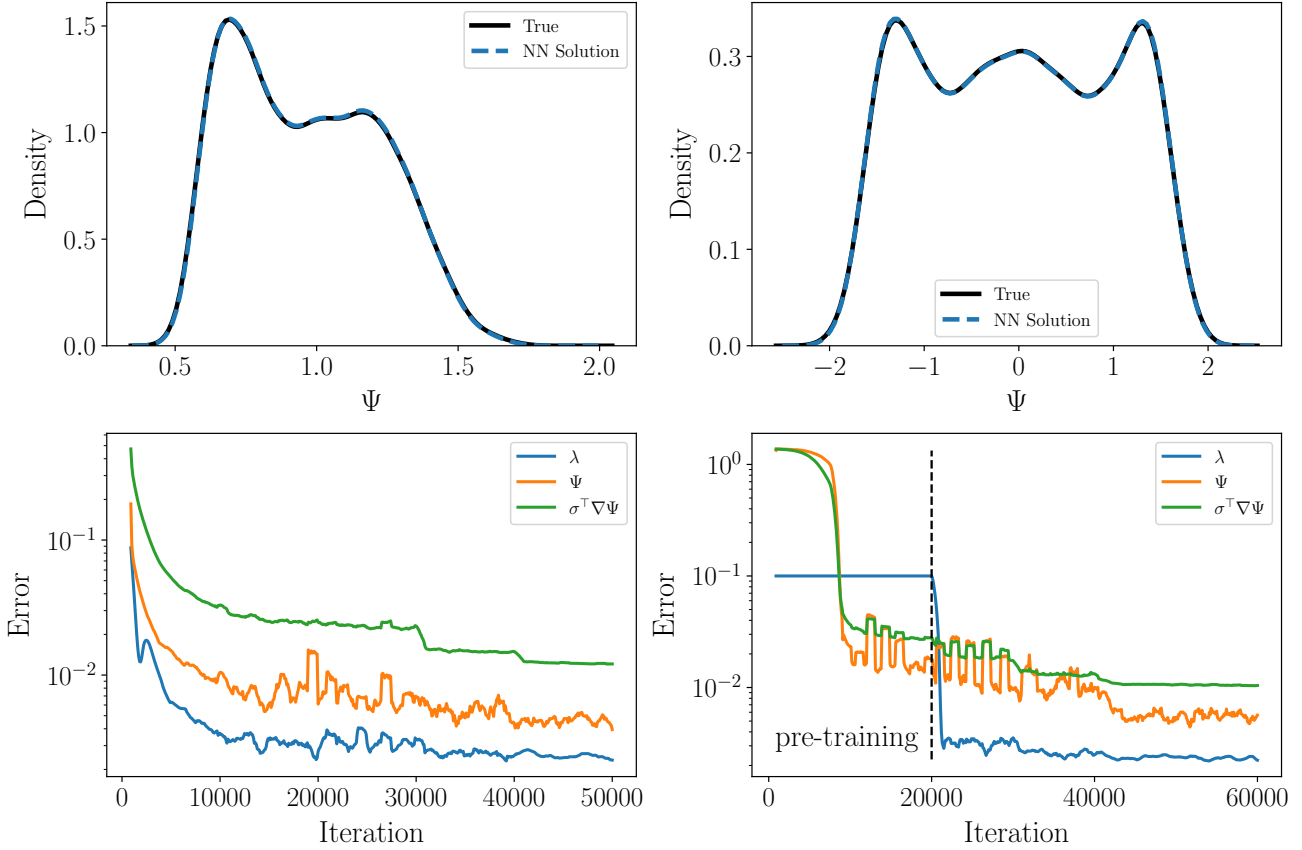 1.5
1.0
0.5
0.0
Density
0.5
1.0
1.5
2.0
Ψ
True
NN Solution
0.3
0.2
0.1
0.0
Density
−2
−1
0
1
2
Ψ
True
NN Solution
10⁻¹
10⁻²
Error
0
10000
20000
30000
40000
50000
Iteration
λ
Ψ
σ⊤∇Ψ
10⁰
10⁻¹
10⁻²
Error
0
20000
40000
60000
Iteration
λ
Ψ
σ⊤∇Ψ
pre-training